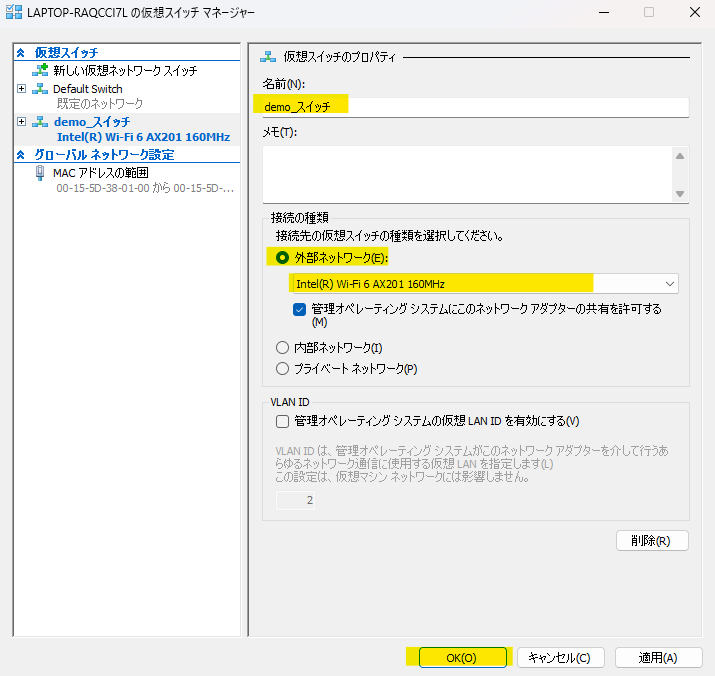 LAPTOP-RAQCCI7L の仮想スイッチ マネージャー
仮想スイッチ
新しい仮想ネットワーク スイッチ
Default Switch
既定のネットワーク
demo_スイッチ
Intel(R) Wi-Fi 6 AX201 160MHz
グローバル ネットワーク設定
MAC アドレスの範囲
00-15-5D-38-01-00 から 00-15-5D-...
仮想スイッチのプロパティ
名前(N):
demo_スイッチ
メモ(T):
接続の種類
接続先の仮想スイッチの種類を選択してください。
外部ネットワーク(E):
Intel(R) Wi-Fi 6 AX201 160MHz
管理オペレーティング システムにこのネットワーク アダプターの共有を許可する
(M)
内部ネットワーク(I)
プライベート ネットワーク(P)
VLAN ID
管理オペレーティング システムの仮想 LAN ID を有効にする(V)
VLAN ID は、管理オペレーティング システムがこのネットワーク アダプターを介して行うあ
らゆるネットワーク通信に使用する仮想 LAN を指定します(L)
この設定は、仮想マシン ネットワークには影響しません。
2
削除(R)
OK(O)
キャンセル(C)
適用(A)